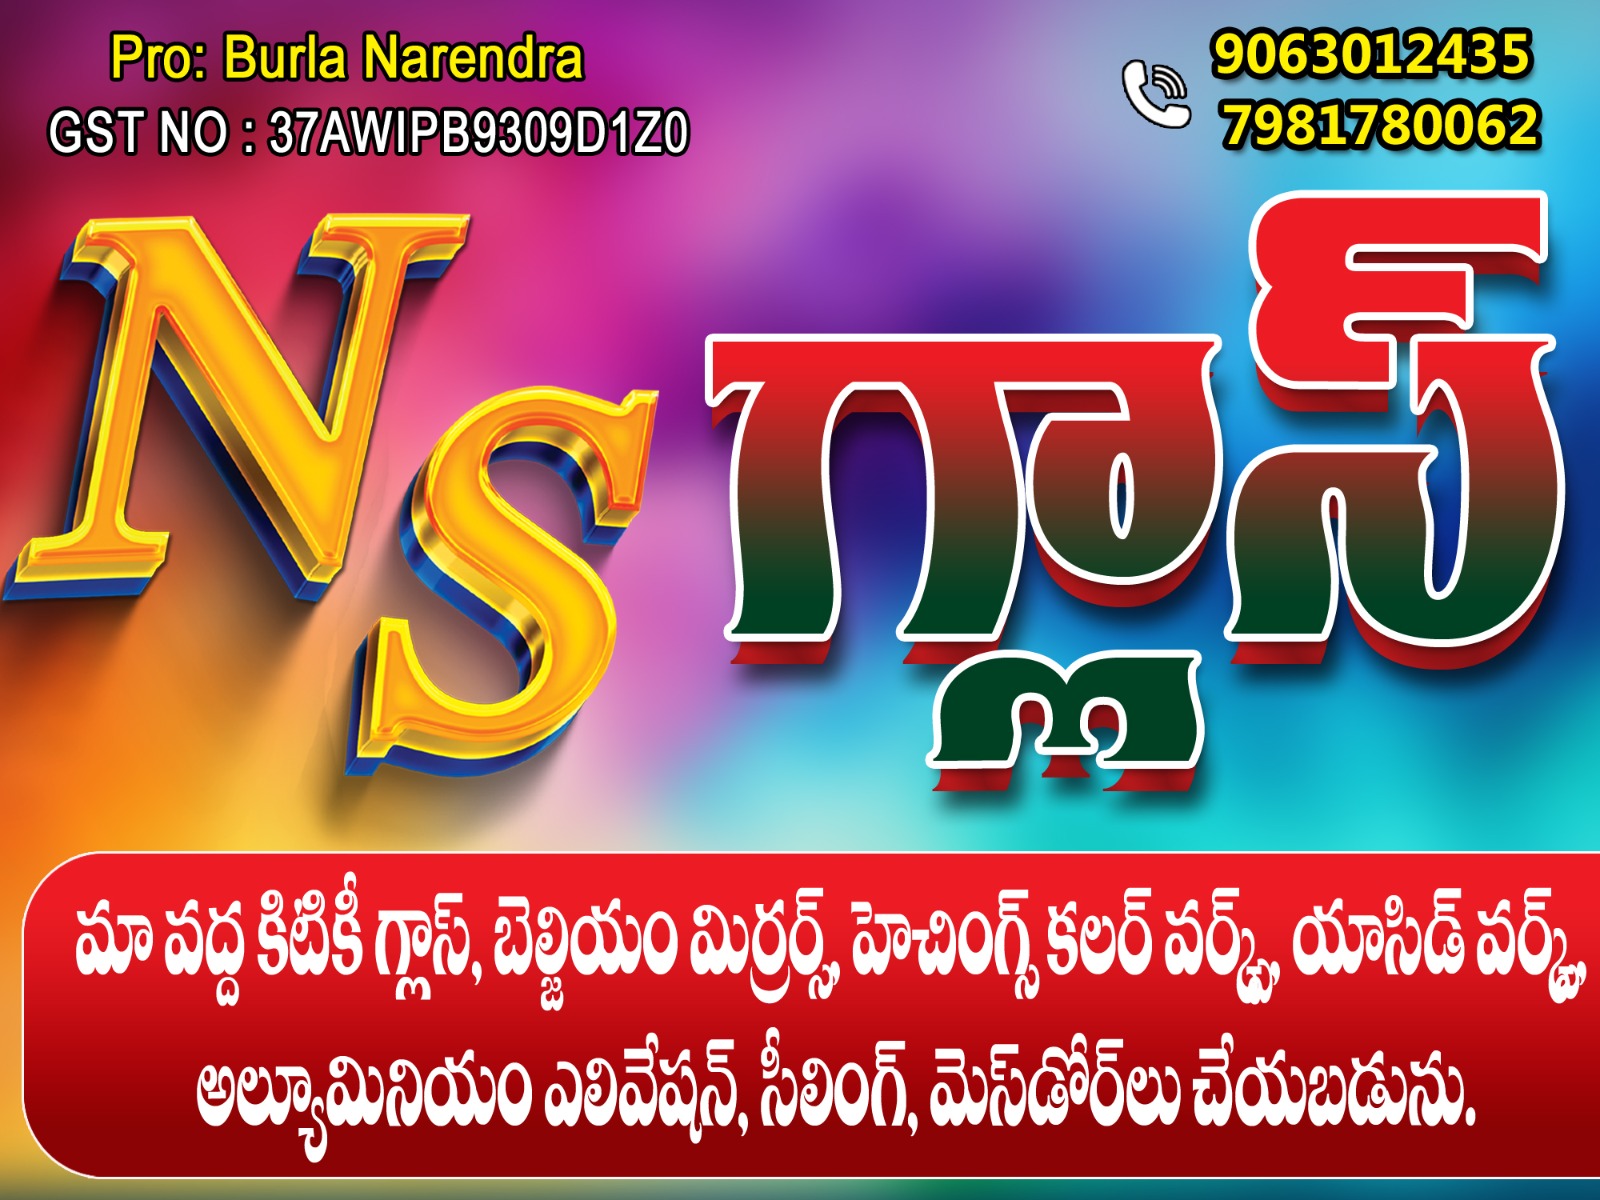 Pro: Burla Narendra
GST NO : 37AWIPB9309D1Z0
9063012435
7981780062
NS గ్లాస్
మా వద్ద కిటికీ గ్లాస్, బెల్జియం మిర్రర్స్, హెచింగ్స్ కలర్ వర్క్స్, యాసిడ్ వర్క్స్,
అల్యూమినియం ఎలివేషన్, సీలింగ్, మెస్‌డోర్‌లు చేయబడును.